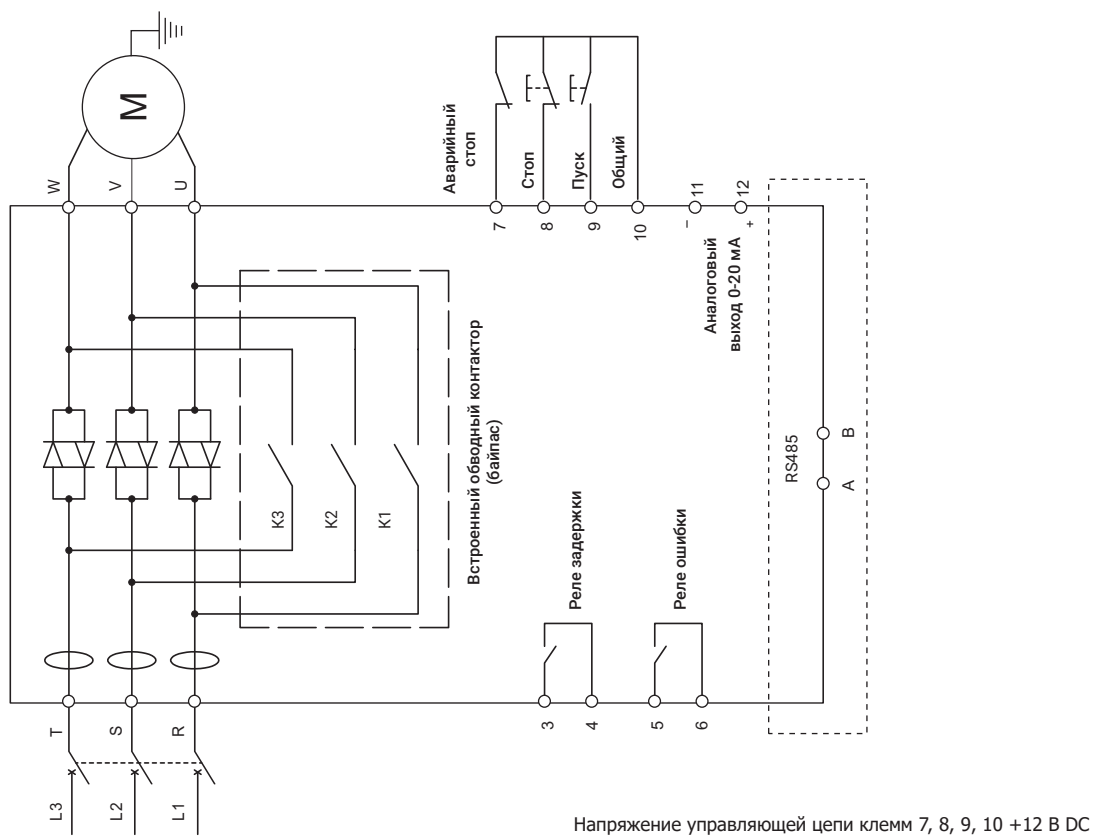 L1
L2
L3
R
S
T
U
V
W
M
K1
K2
K3
Встроенный обводный контактор
(байпас)
3
4
Реле задержки
5
6
Реле ошибки
Аварийный
стоп
Стоп
Пуск
Общий
7
8
9
10
11
12
–
+
Аналоговый
выход 0-20 мА
RS485
A
B
Напряжение управляющей цепи клемм 7, 8, 9, 10 +12 В DC